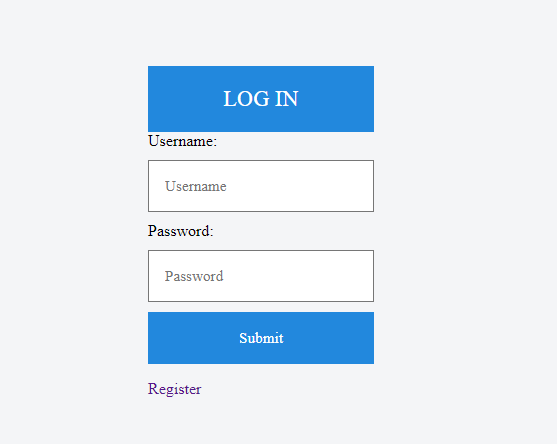 LOG IN
Username:
Username
Password:
Password
Submit
Register